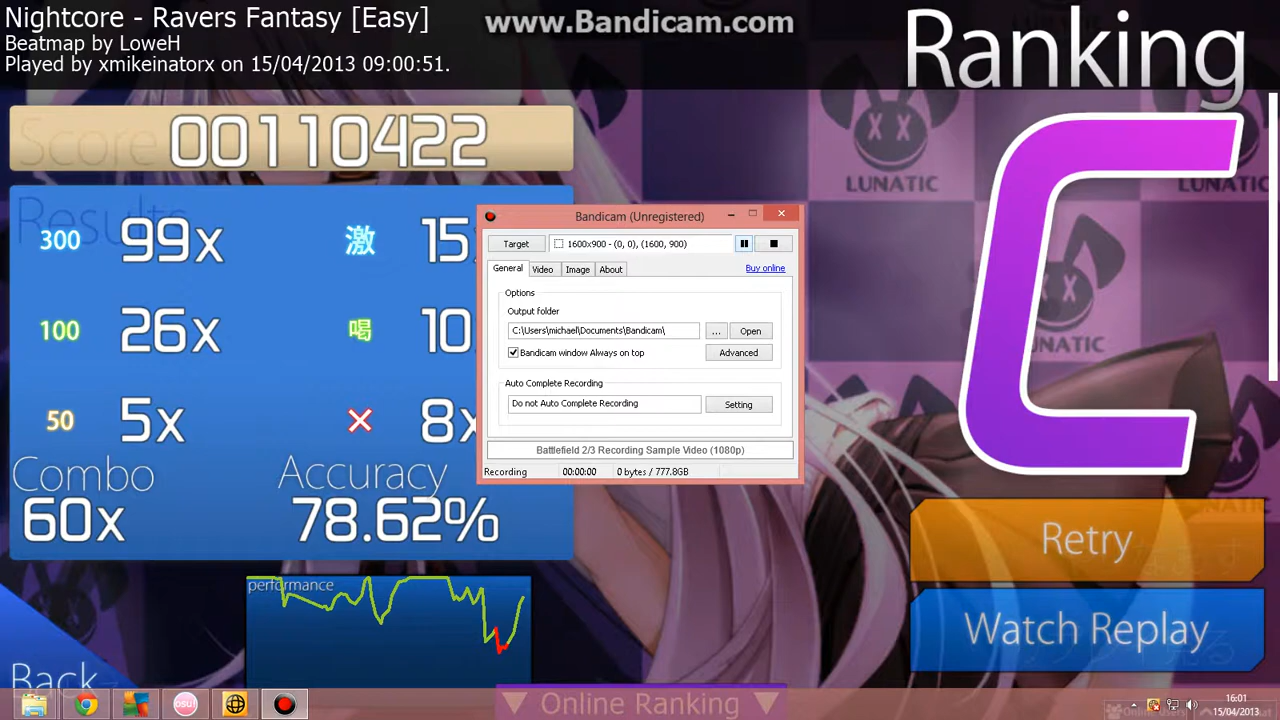 Nightcore - Ravers Fantasy [Easy]
Beatmap by LoweH
Played by xmikeinatorx on 15/04/2013 09:00:51.
www.Bandicam.com
Ranking
Score 00110422
Results
300 99x 激 15
100 26x 喝 10
50 5x 8x
Combo
60x
Accuracy
78.62%
performance
Bandicam (Unregistered)
Target 1600x900 - (0, 0), (1600, 900)
General Video Image About Buy online
Options
Output folder
C:\Users\michael\Documents\Bandicam\ ... Open
Bandicam window Always on top Advanced
Auto Complete Recording
Do not Auto Complete Recording Setting
Battlefield 2/3 Recording Sample Video (1080p)
Recording 00:00:00 0 bytes / 777.8GB
LUNATIC
LUNATIC
LUNATIC
C
Retry
Watch Replay
Back
Online Ranking
osu!
16:01
15/04/2013